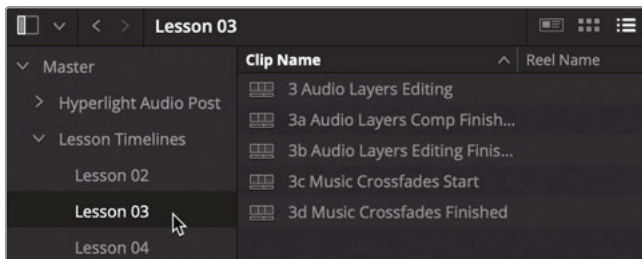 Lesson 03
Master
Hyperlight Audio Post
Lesson Timelines
Lesson 02
Lesson 03
Lesson 04
Clip Name
Reel Name
3 Audio Layers Editing
3a Audio Layers Comp Finish...
3b Audio Layers Editing Finis...
3c Music Crossfades Start
3d Music Crossfades Finished